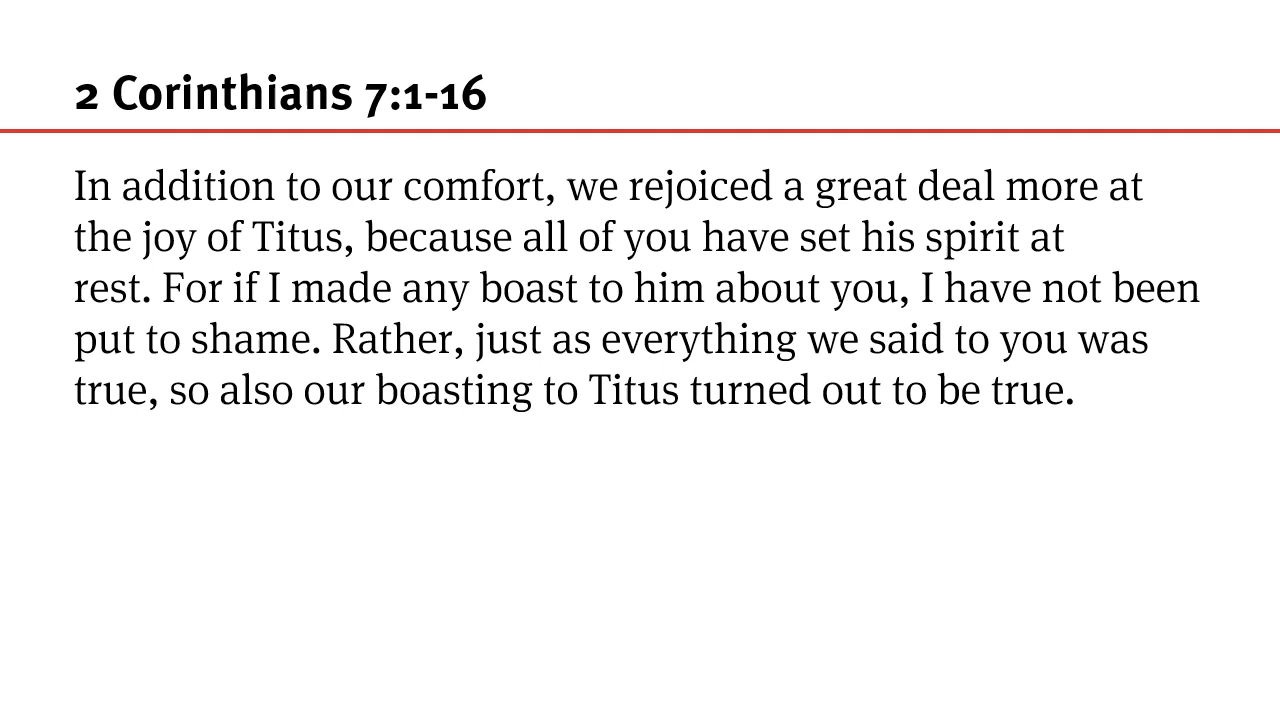 2 Corinthians 7:1-16
In addition to our comfort, we rejoiced a great deal more at
the joy of Titus, because all of you have set his spirit at
rest. For if I made any boast to him about you, I have not been
put to shame. Rather, just as everything we said to you was
true, so also our boasting to Titus turned out to be true.